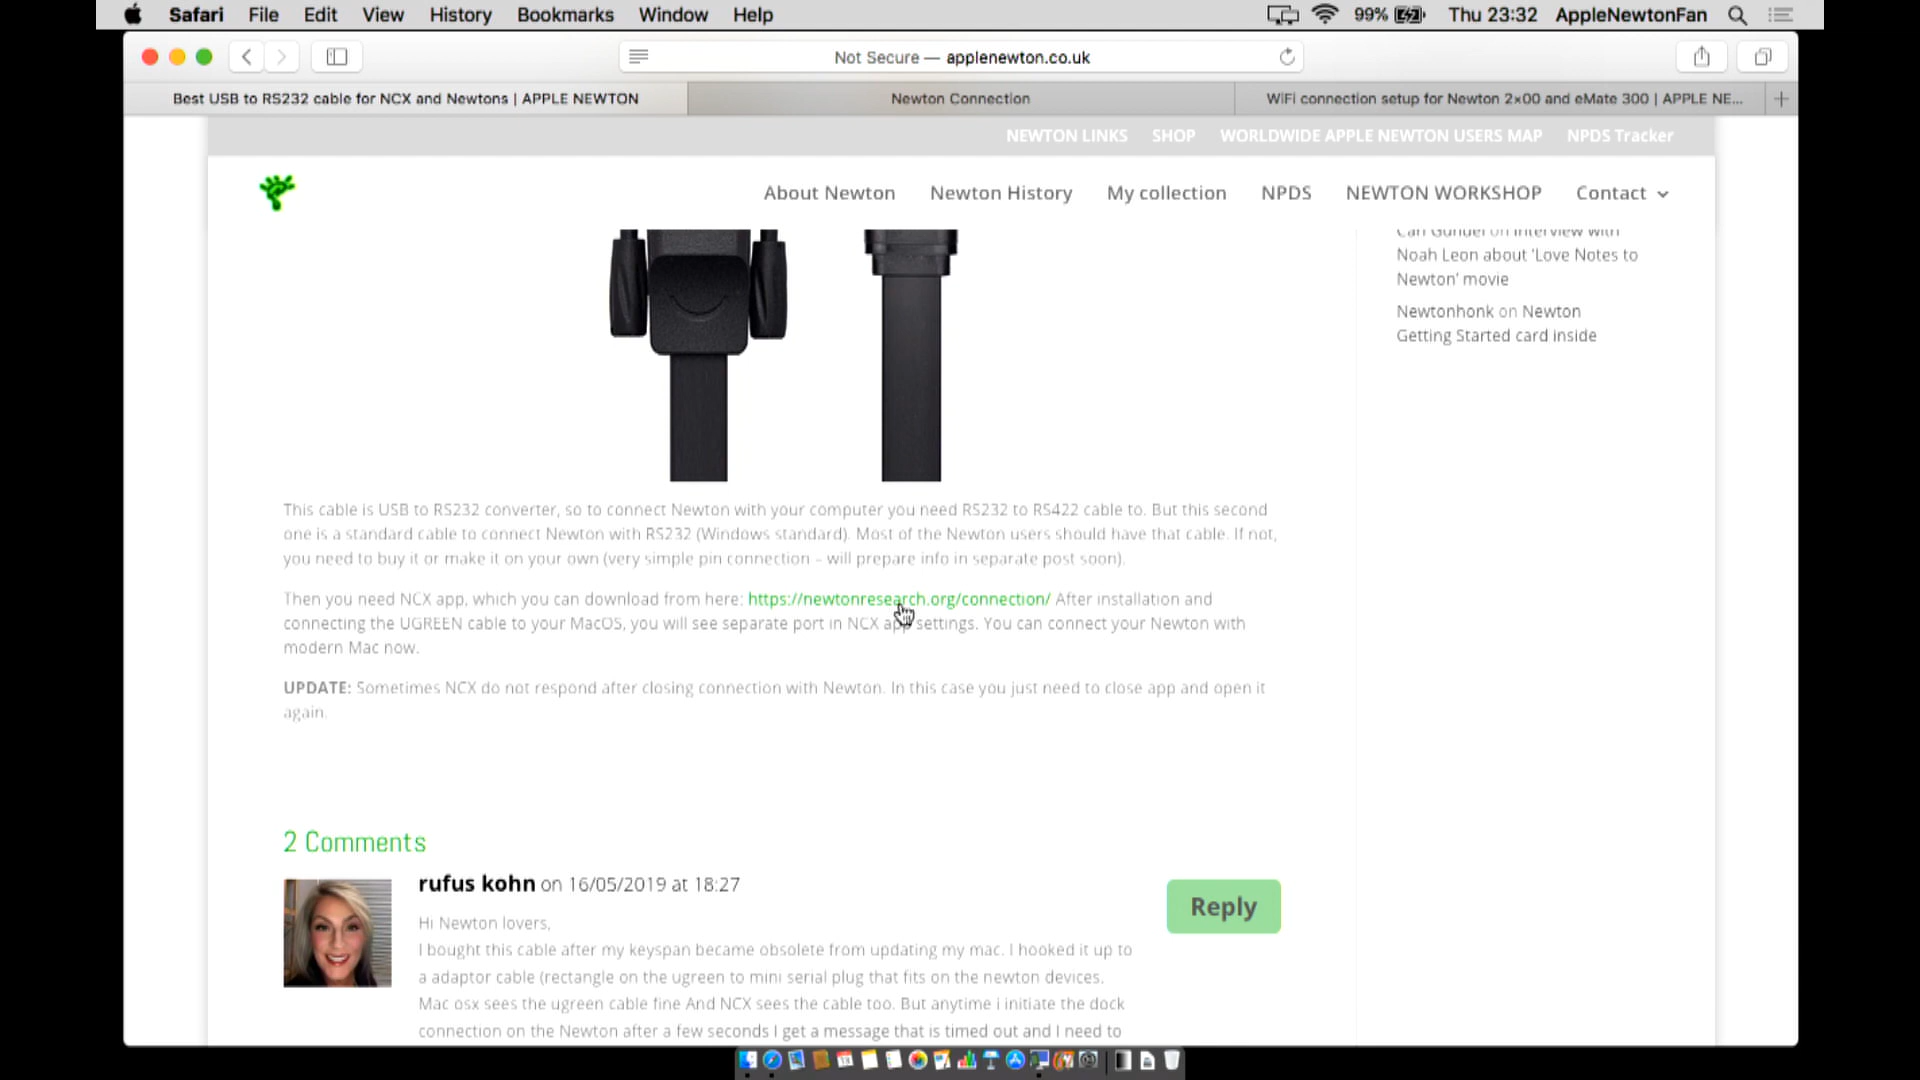 Safari File Edit View History Bookmarks Window Help 99% Thu 23:32 AppleNewtonFan
Not Secure — applenewton.co.uk
Best USB to RS232 cable for NCX and Newtons | APPLE NEWTON Newton Connection WiFi connection setup for Newton 2x00 and eMate 300 | APPLE NE...
NEWTON LINKS SHOP WORLDWIDE APPLE NEWTON USERS MAP NPDS Tracker
About Newton Newton History My collection NPDS NEWTON WORKSHOP Contact
Carl Gundel on Interview with
Noah Leon about 'Love Notes to
Newton' movie
Newtonhonk on Newton
Getting Started card inside
This cable is USB to RS232 converter, so to connect Newton with your computer you need RS232 to RS422 cable to. But this second
one is a standard cable to connect Newton with RS232 (Windows standard). Most of the Newton users should have that cable. If not,
you need to buy it or make it on your own (very simple pin connection – will prepare info in separate post soon).
Then you need NCX app, which you can download from here: https://newtonresearch.org/connection/ After installation and
connecting the UGREEN cable to your MacOS, you will see separate port in NCX app settings. You can connect your Newton with
modern Mac now.
UPDATE: Sometimes NCX do not respond after closing connection with Newton. In this case you just need to close app and open it
again.
2 Comments
rufus kohn on 16/05/2019 at 18:27
Reply
Hi Newton lovers,
I bought this cable after my keyspan became obsolete from updating my mac. I hooked it up to
a adaptor cable (rectangle on the ugreen to mini serial plug that fits on the newton devices.
Mac osx sees the ugreen cable fine And NCX sees the cable too. But anytime i initiate the dock
connection on the Newton after a few seconds I get a message that is timed out and I need to